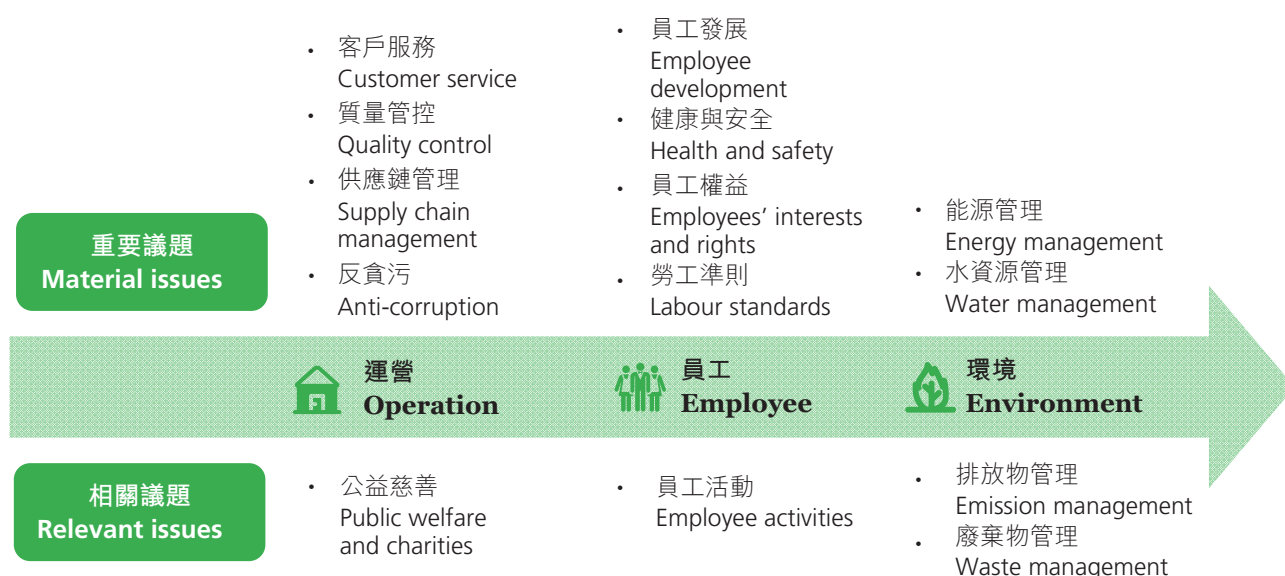 重要議題
Material issues
• 客戶服務
Customer service
• 質量管控
Quality control
• 供應鏈管理
Supply chain
management
• 反貪污
Anti-corruption
• 員工發展
Employee
development
• 健康與安全
Health and safety
• 員工權益
Employees’ interests
and rights
• 勞工準則
Labour standards
• 能源管理
Energy management
• 水資源管理
Water management
運營
Operation
員工
Employee
環境
Environment
相關議題
Relevant issues
• 公益慈善
Public welfare
and charities
• 員工活動
Employee activities
• 排放物管理
Emission management
• 廢棄物管理
Waste management